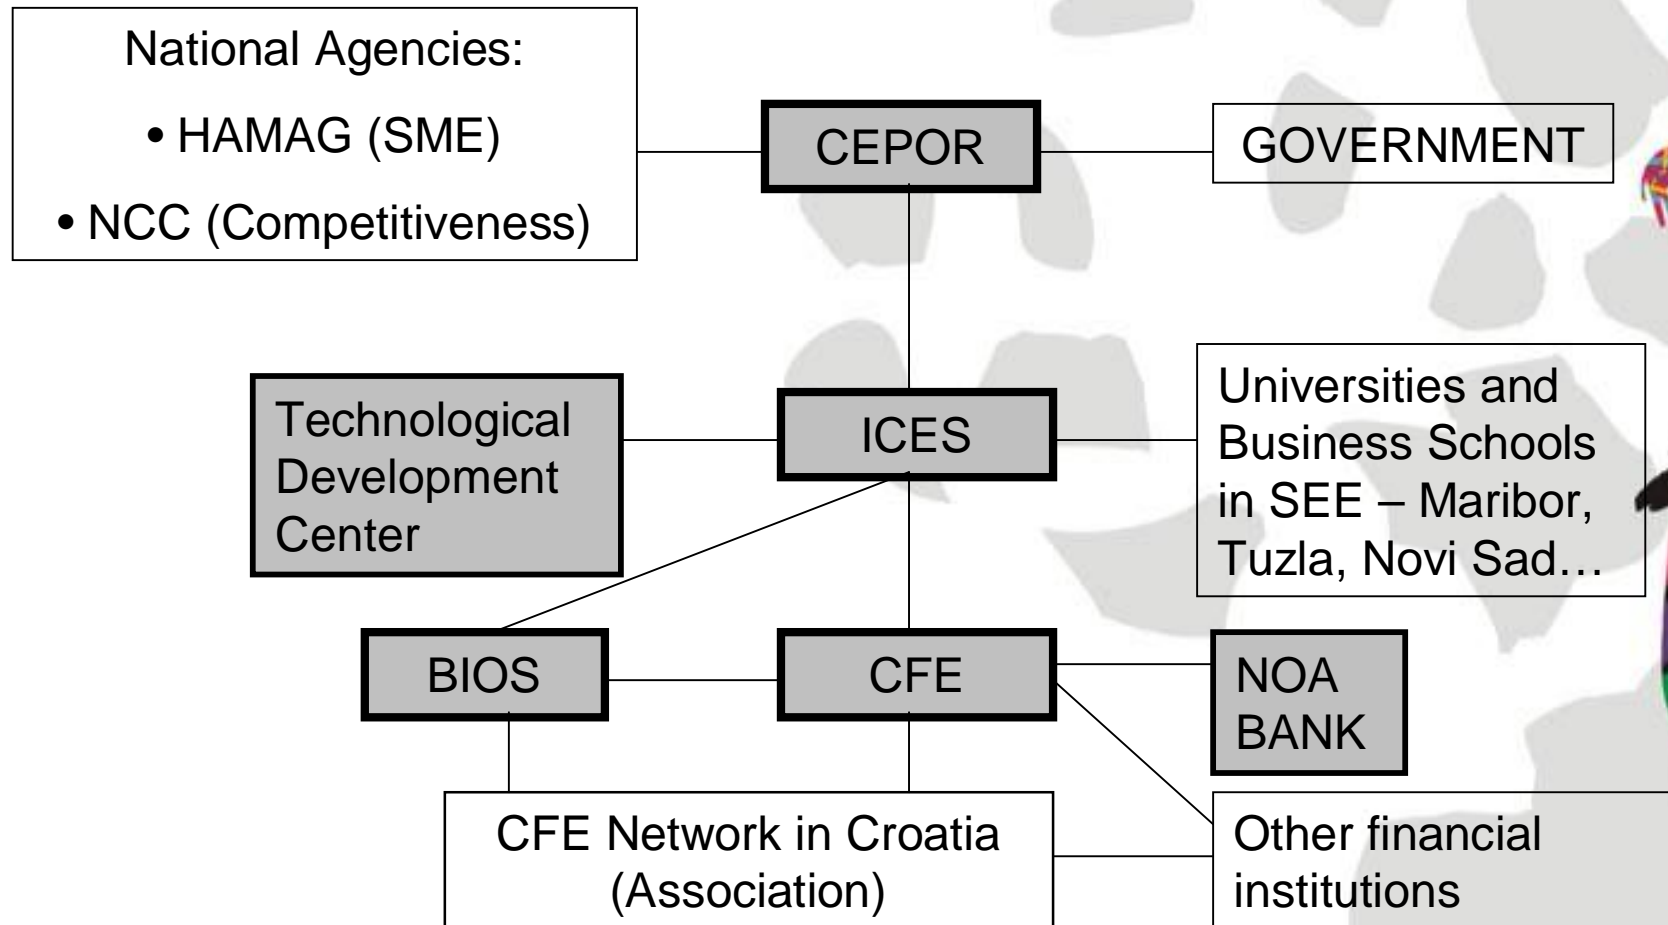 National Agencies:
• HAMAG (SME)
• NCC (Competitiveness)
CEPOR
GOVERNMENT
Technological
Development
Center
ICES
Universities and
Business Schools
in SEE – Maribor,
Tuzla, Novi Sad…
BIOS
CFE
NOA
BANK
CFE Network in Croatia
(Association)
Other financial
institutions